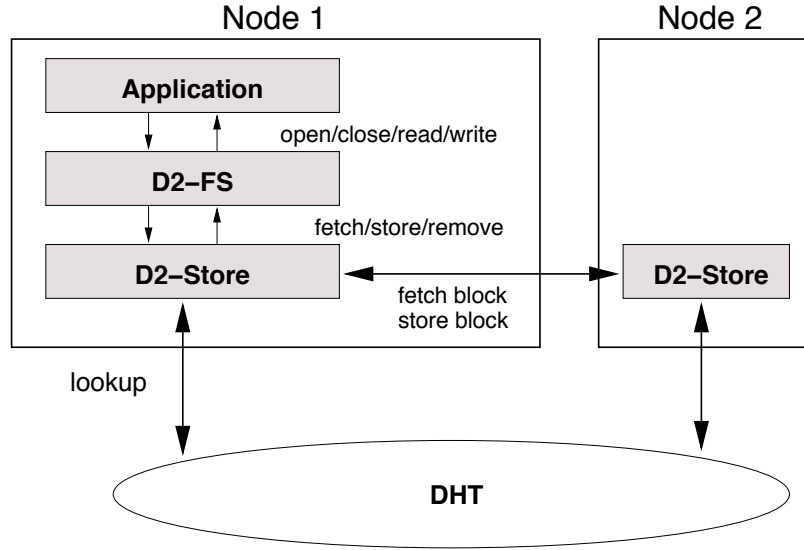 Node 1
Node 2
Application
open/close/read/write
D2–FS
fetch/store/remove
D2–Store
D2–Store
fetch block
store block
lookup
DHT